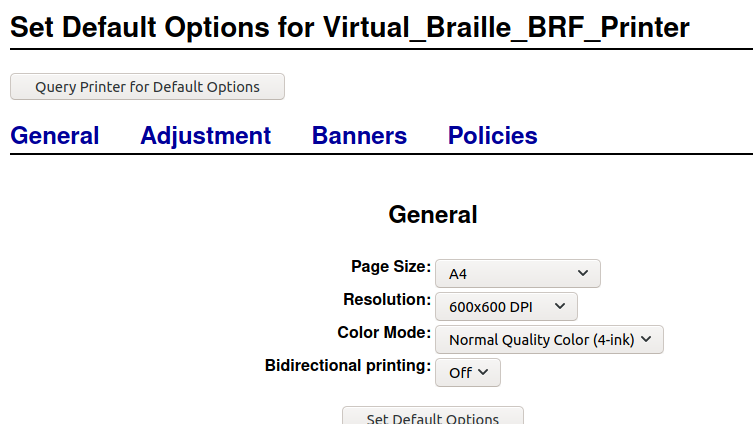 Set Default Options for Virtual_Braille_BRF_Printer
Query Printer for Default Options
General Adjustment Banners Policies
General
Page Size: A4
Resolution: 600x600 DPI
Color Mode: Normal Quality Color (4-ink)
Bidirectional printing: Off
Set Default Options